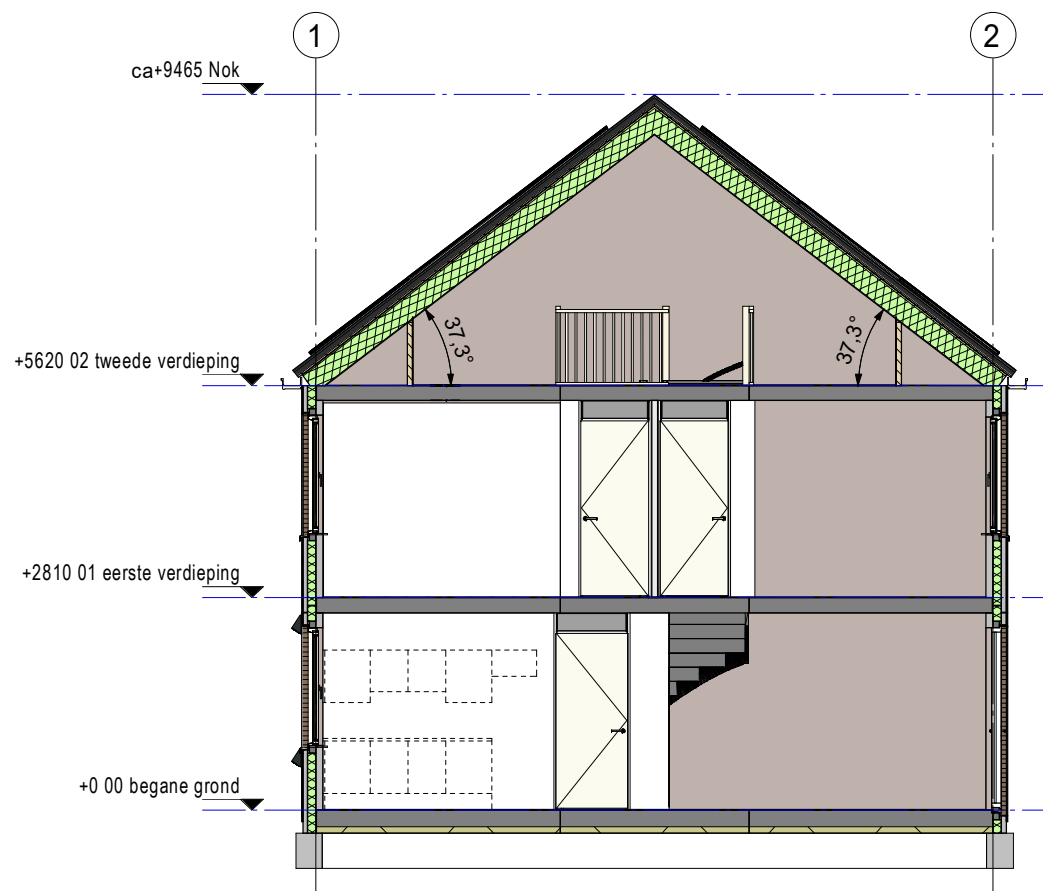 1
2
ca+9465 Nok
37,3°
37,3°
+5620 02 tweede verdieping
+2810 01 eerste verdieping
+0 00 begane grond